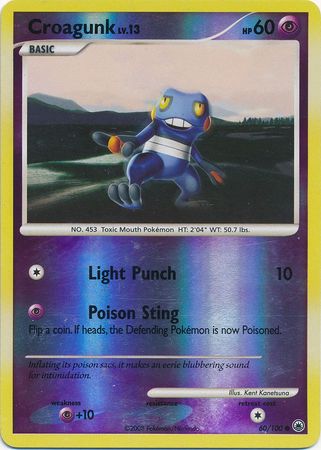 Croagunk LV.13 HP 60
BASIC
NO. 453 Toxic Mouth Pokémon HT: 2'04" WT: 50.7 lbs.
Light Punch 10
Poison Sting
Flip a coin. If heads, the Defending Pokémon is now Poisoned.
Inflating its poison sacs, it makes an eerie blubbering sound
for intimidation.
Illus. Kent Kanetsuna
weakness resistance retreat cost
+10
60/100
©2008 Pokémon/Nintendo